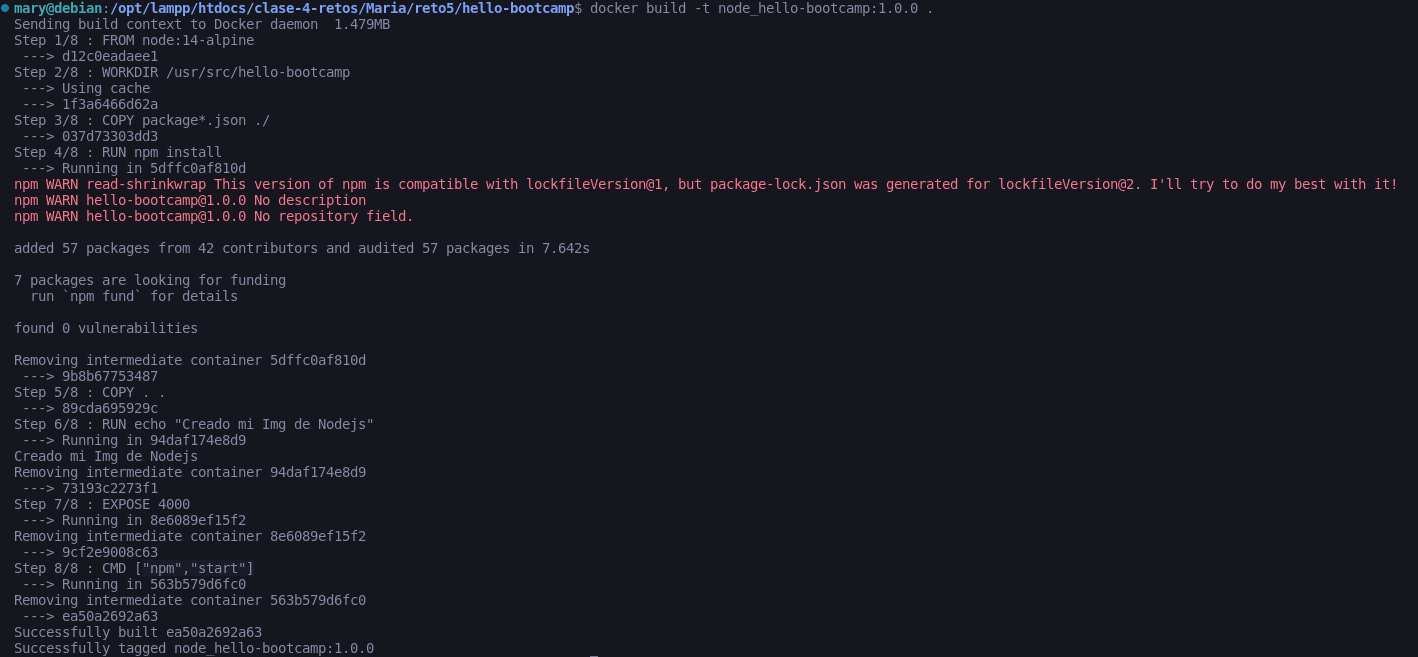 mary@debian:/opt/lampp/htdocs/clase-4-retos/Maria/reto5/hello-bootcamp$ docker build -t node_hello-bootcamp:1.0.0 .
Sending build context to Docker daemon  1.479MB
Step 1/8 : FROM node:14-alpine
 ---> d12c0eadaee1
Step 2/8 : WORKDIR /usr/src/hello-bootcamp
 ---> Using cache
 ---> 1f3a6466d62a
Step 3/8 : COPY package*.json ./
 ---> 037d73303dd3
Step 4/8 : RUN npm install
 ---> Running in 5dffc0af810d
npm WARN read-shrinkwrap This version of npm is compatible with lockfileVersion@1, but package-lock.json was generated for lockfileVersion@2. I'll try to do my best with it!
npm WARN hello-bootcamp@1.0.0 No description
npm WARN hello-bootcamp@1.0.0 No repository field.
added 57 packages from 42 contributors and audited 57 packages in 7.642s
7 packages are looking for funding
  run `npm fund` for details
found 0 vulnerabilities
Removing intermediate container 5dffc0af810d
 ---> 9b8b67753487
Step 5/8 : COPY . .
 ---> 89cda695929c
Step 6/8 : RUN echo "Creado mi Img de Nodejs"
 ---> Running in 94daf174e8d9
Creado mi Img de Nodejs
Removing intermediate container 94daf174e8d9
 ---> 73193c2273f1
Step 7/8 : EXPOSE 4000
 ---> Running in 8e6089ef15f2
Removing intermediate container 8e6089ef15f2
 ---> 9cf2e9008c63
Step 8/8 : CMD ["npm","start"]
 ---> Running in 563b579d6fc0
Removing intermediate container 563b579d6fc0
 ---> ea50a2692a63
Successfully built ea50a2692a63
Successfully tagged node_hello-bootcamp:1.0.0